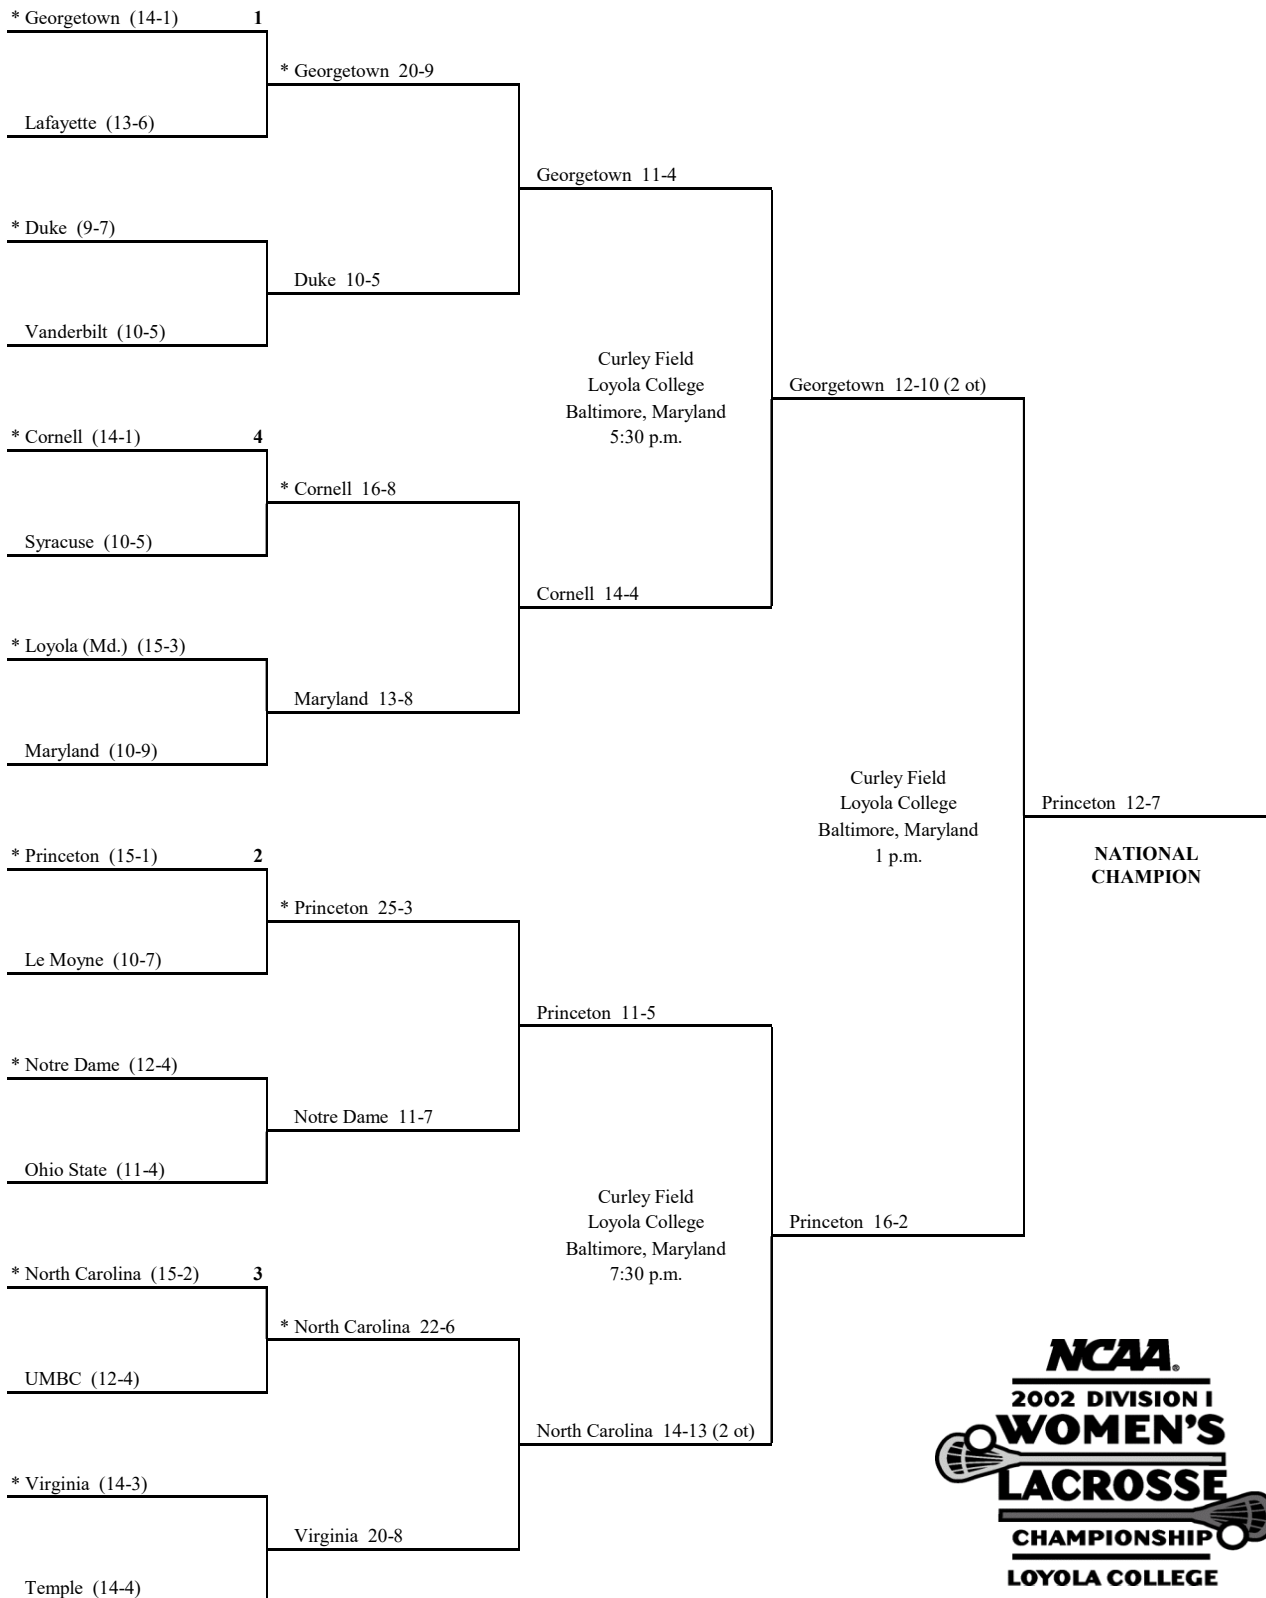 * Georgetown (14-1) 1
* Georgetown 20-9
Lafayette (13-6)
Georgetown 11-4
* Duke (9-7)
Duke 10-5
Vanderbilt (10-5)
Curley Field
Loyola College
Baltimore, Maryland
5:30 p.m.
Georgetown 12-10 (2 ot)
* Cornell (14-1) 4
* Cornell 16-8
Syracuse (10-5)
Cornell 14-4
* Loyola (Md.) (15-3)
Maryland 13-8
Maryland (10-9)
Curley Field
Loyola College
Baltimore, Maryland
1 p.m.
Princeton 12-7
NATIONAL
CHAMPION
* Princeton (15-1) 2
* Princeton 25-3
Le Moyne (10-7)
Princeton 11-5
* Notre Dame (12-4)
Notre Dame 11-7
Ohio State (11-4)
Curley Field
Loyola College
Baltimore, Maryland
7:30 p.m.
Princeton 16-2
* North Carolina (15-2) 3
* North Carolina 22-6
UMBC (12-4)
North Carolina 14-13 (2 ot)
* Virginia (14-3)
Virginia 20-8
Temple (14-4)
NCAA®
2002 DIVISION I
WOMEN'S
LACROSSE
CHAMPIONSHIP
LOYOLA COLLEGE